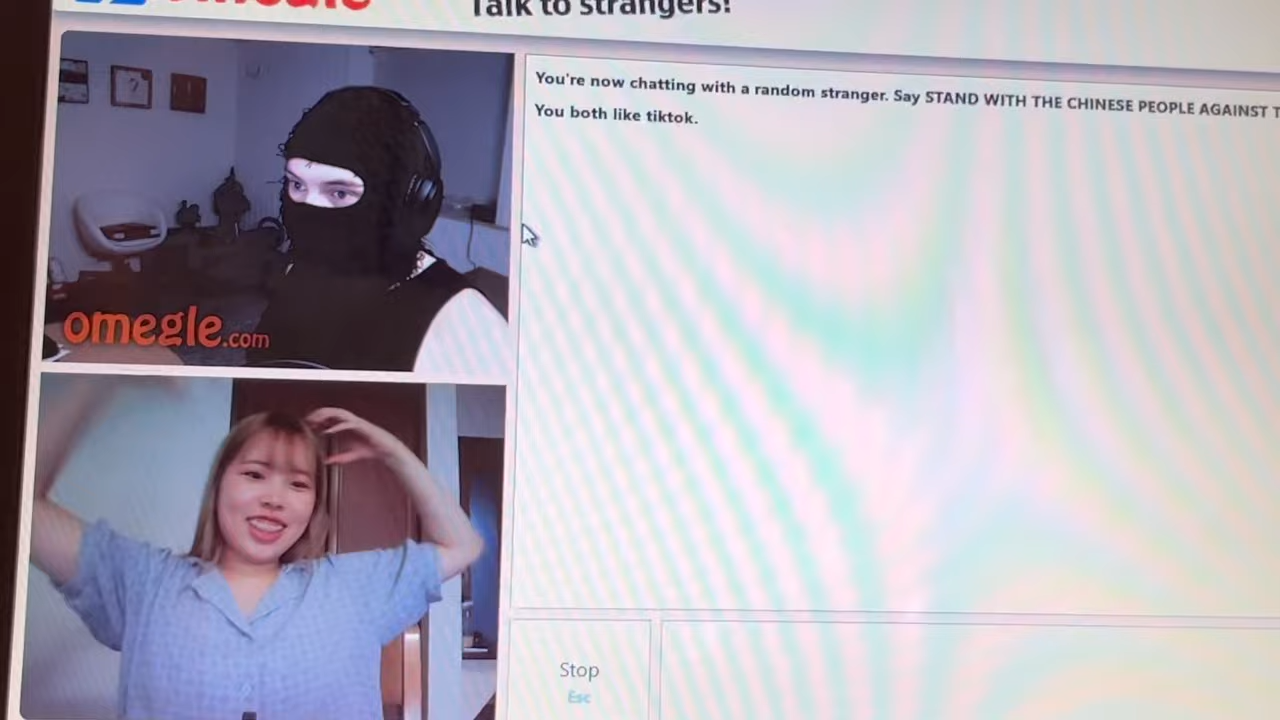 Talk to strangers!
You're now chatting with a random stranger. Say STAND WITH THE CHINESE PEOPLE AGAINST
You both like tiktok.
omegle.com
Stop
Esc